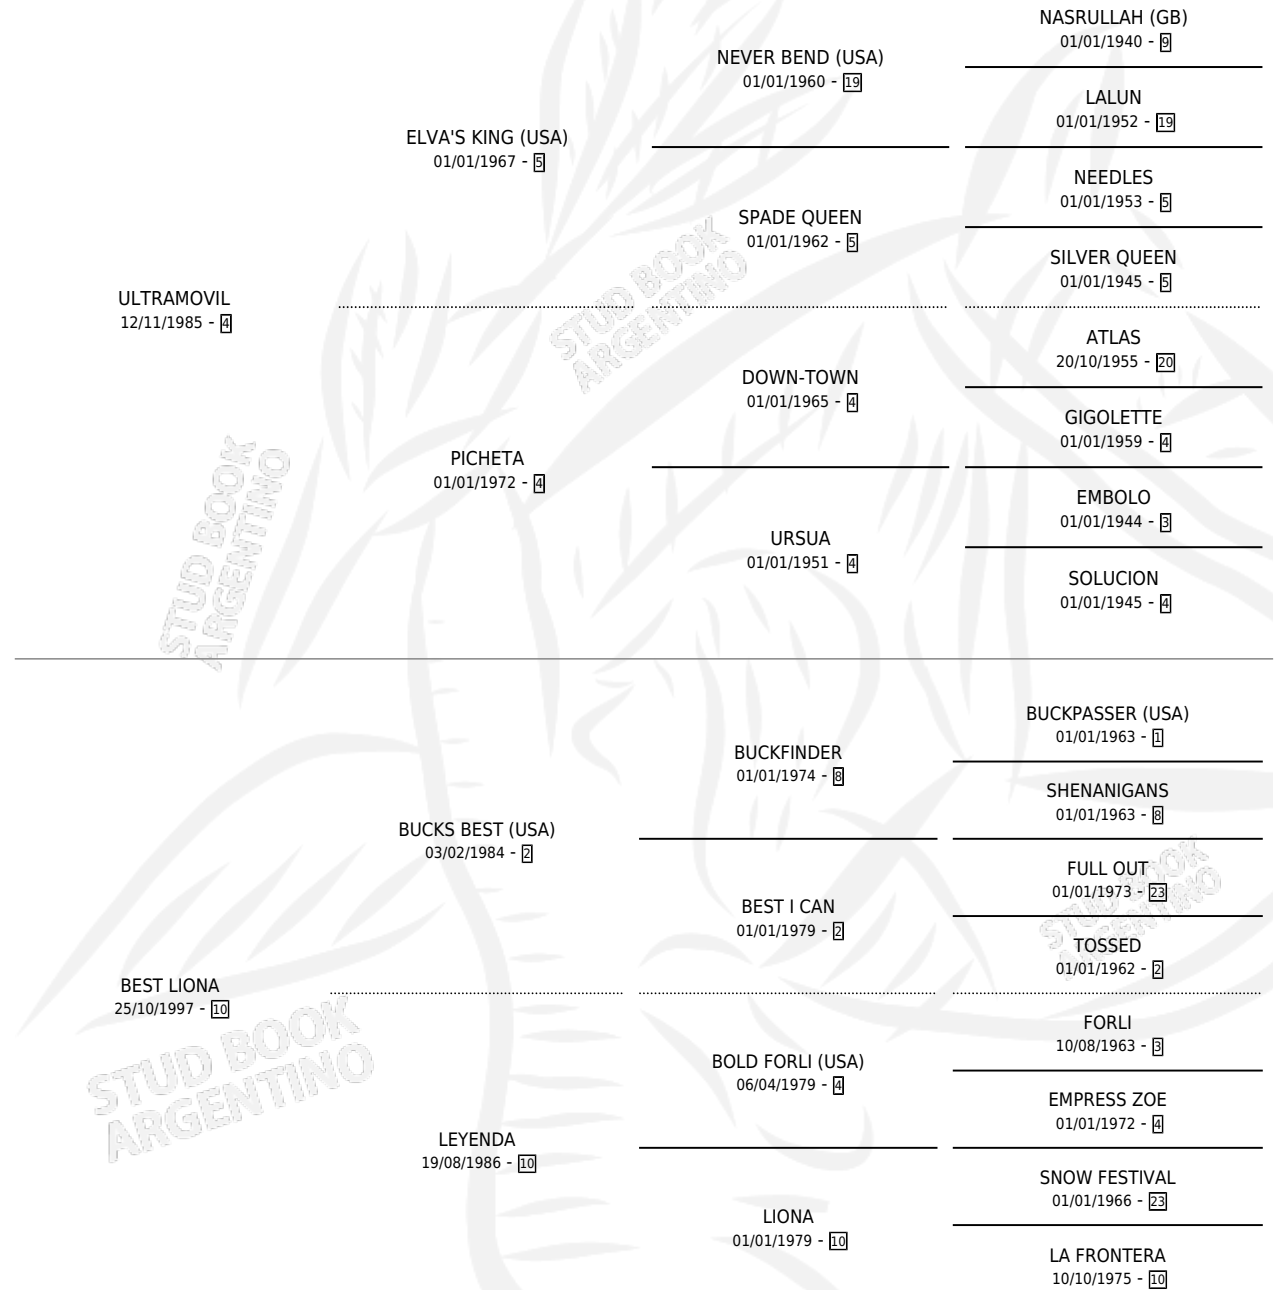 NASRULLAH (GB)
01/01/1940 - 9
NEVER BEND (USA)
01/01/1960 - 19
LALUN
01/01/1952 - 19
ELVA'S KING (USA)
01/01/1967 - 5
NEEDLES
01/01/1953 - 5
SPADE QUEEN
01/01/1962 - 5
SILVER QUEEN
01/01/1945 - 5
ULTRAMOVIL
12/11/1985 - 4
ATLAS
20/10/1955 - 20
DOWN-TOWN
01/01/1965 - 4
GIGOLETTE
01/01/1959 - 4
PICHETA
01/01/1972 - 4
EMBOLO
01/01/1944 - 3
URSUA
01/01/1951 - 4
SOLUCION
01/01/1945 - 4
STUD BOOK
ARGENTINO
STUD BOOK
ARGENTINO
BUCKPASSER (USA)
01/01/1963 - 1
BUCKFINDER
01/01/1974 - 8
SHENANIGANS
01/01/1963 - 8
BUCKS BEST (USA)
03/02/1984 - 2
FULL OUT
01/01/1973 - 23
BEST I CAN
01/01/1979 - 2
TOSSED
01/01/1962 - 2
BEST LIONA
25/10/1997 - 10
FORLI
10/08/1963 - 3
BOLD FORLI (USA)
06/04/1979 - 4
EMPRESS ZOE
01/01/1972 - 4
LEYENDA
19/08/1986 - 10
SNOW FESTIVAL
01/01/1966 - 23
LIONA
01/01/1979 - 10
LA FRONTERA
10/10/1975 - 10
STUD BOOK
ARGENTINO
STUD BOOK
ARGENTINO